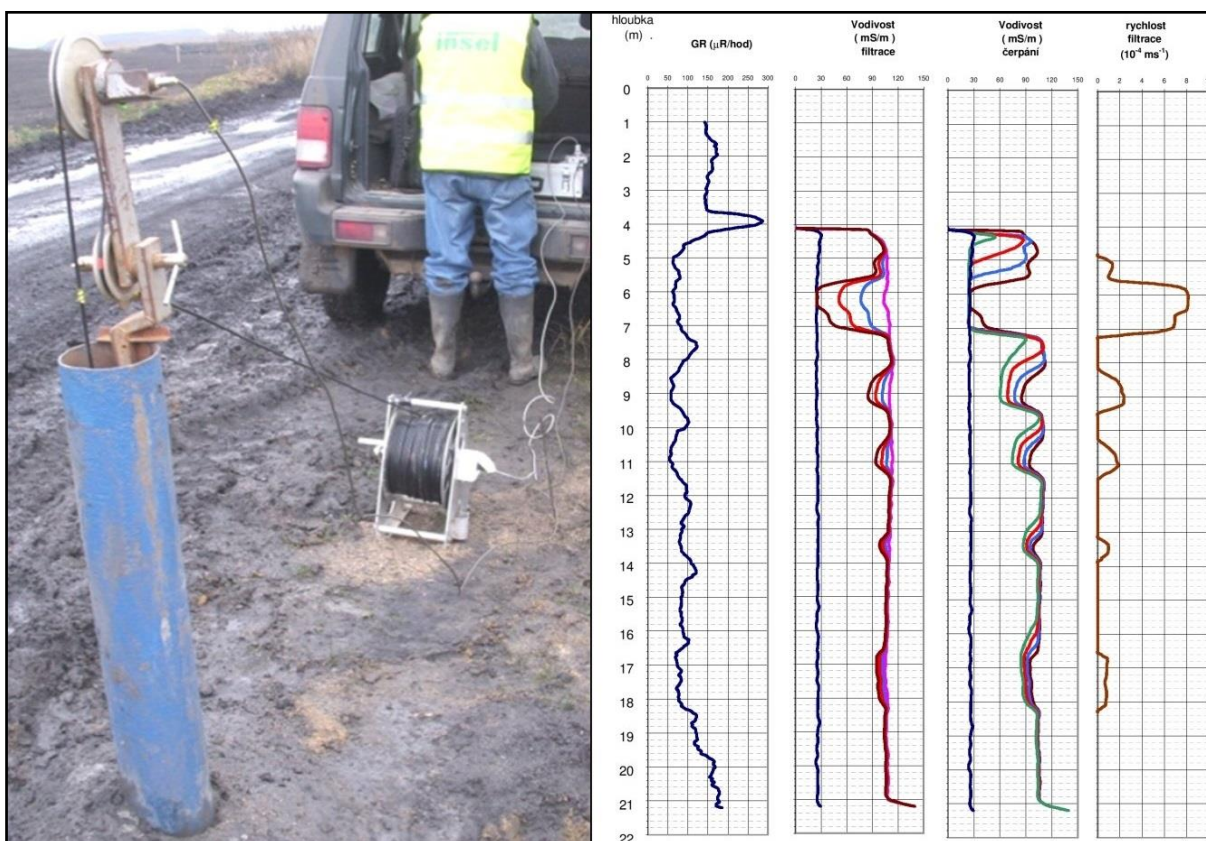 insel
hloubka
(m) .
GR (µR/hod)
Vodivost
( mS/m )
filtrace
Vodivost
( mS/m )
čerpání
rychlost
filtrace
(10⁻⁴ ms⁻¹)
0 50 100 150 200 250 300
0 30 60 90 120 150
0 30 60 90 120 150
0 2 4 6 8
0
1
2
3
4
5
6
7
8
9
10
11
12
13
14
15
16
17
18
19
20
21
22